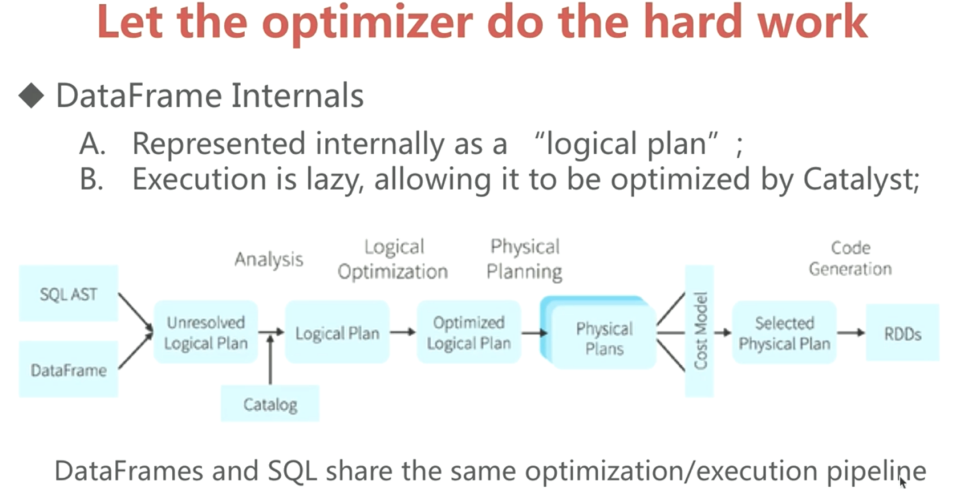 Let the optimizer do the hard work
◆ DataFrame Internals
A. Represented internally as a “logical plan” ;
B. Execution is lazy, allowing it to be optimized by Catalyst;
Analysis
Logical
Optimization
Physical
Planning
Code
Generation
SQL AST
DataFrame
Unresolved
Logical Plan
Catalog
Logical Plan
Optimized
Logical Plan
Physical
Plans
Cost Model
Selected
Physical Plan
RDDs
DataFrames and SQL share the same optimization/execution pipeline